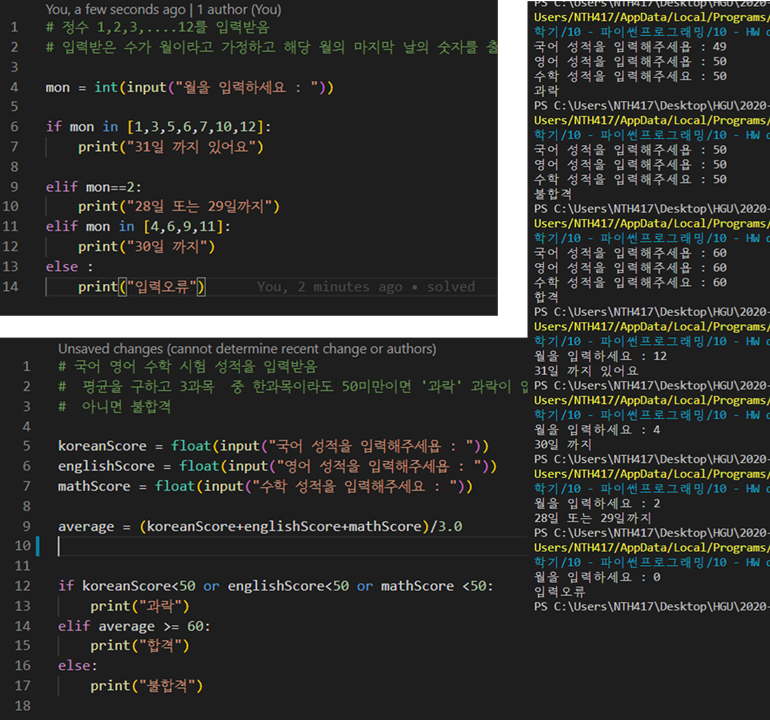 You, a few seconds ago | 1 author (You)
1 # 정수 1,2,3,....12를 입력받음
2 # 입력받은 수가 월이라고 가정하고 해당 월의 마지막 날의 숫자를 출
3
4 mon = int(input("월을 입력하세요 : "))
5
6 if mon in [1,3,5,6,7,10,12]:
7 print("31일 까지 있어요")
8
9 elif mon==2:
10 print("28일 또는 29일까지")
11 elif mon in [4,6,9,11]:
12 print("30일 까지")
13 else :
14 print("입력오류") You, 2 minutes ago • solved
Unsaved changes (cannot determine recent change or authors)
1 # 국어 영어 수학 시험 성적을 입력받음
2 # 평균을 구하고 3과목 중 한과목이라도 50미만이면 '과락' 과락이
3 # 아니면 불합격
4
5 koreanScore = float(input("국어 성적을 입력해주세욥 : "))
6 englishScore = float(input("영어 성적을 입력해주세욥 : "))
7 mathScore = float(input("수학 성적을 입력해주세요 : "))
8
9 average = (koreanScore+englishScore+mathScore)/3.0
10
11
12 if koreanScore<50 or englishScore<50 or mathScore <50:
13 print("과락")
14 elif average >= 60:
15 print("합격")
16 else:
17 print("불합격")
18
PS C:\Users\NTH417\Desktop\HGU\2020-
Users/NTH417/AppData/Local/Programs/
학기/10 - 파이썬프로그래밍/10 - HW
국어 성적을 입력해주세욥 : 49
영어 성적을 입력해주세욥 : 50
수학 성적을 입력해주세요 : 50
과락
PS C:\Users\NTH417\Desktop\HGU\2020-
Users/NTH417/AppData/Local/Programs/
학기/10 - 파이썬프로그래밍/10 - HW
국어 성적을 입력해주세욥 : 50
영어 성적을 입력해주세욥 : 50
수학 성적을 입력해주세요 : 50
불합격
PS C:\Users\NTH417\Desktop\HGU\2020-
Users/NTH417/AppData/Local/Programs/
학기/10 - 파이썬프로그래밍/10 - HW
국어 성적을 입력해주세욥 : 60
영어 성적을 입력해주세욥 : 60
수학 성적을 입력해주세요 : 60
합격
PS C:\Users\NTH417\Desktop\HGU\2020-
Users/NTH417/AppData/Local/Programs/
학기/10 - 파이썬프로그래밍/10 - HW
월을 입력하세요 : 12
31일 까지 있어요
PS C:\Users\NTH417\Desktop\HGU\2020-
Users/NTH417/AppData/Local/Programs/
학기/10 - 파이썬프로그래밍/10 - HW
월을 입력하세요 : 4
30일 까지
PS C:\Users\NTH417\Desktop\HGU\2020-
Users/NTH417/AppData/Local/Programs/
학기/10 - 파이썬프로그래밍/10 - HW
월을 입력하세요 : 2
28일 또는 29일까지
PS C:\Users\NTH417\Desktop\HGU\2020-
Users/NTH417/AppData/Local/Programs/
학기/10 - 파이썬프로그래밍/10 - HW
월을 입력하세요 : 0
입력오류
PS C:\Users\NTH417\Desktop\HGU\2020-